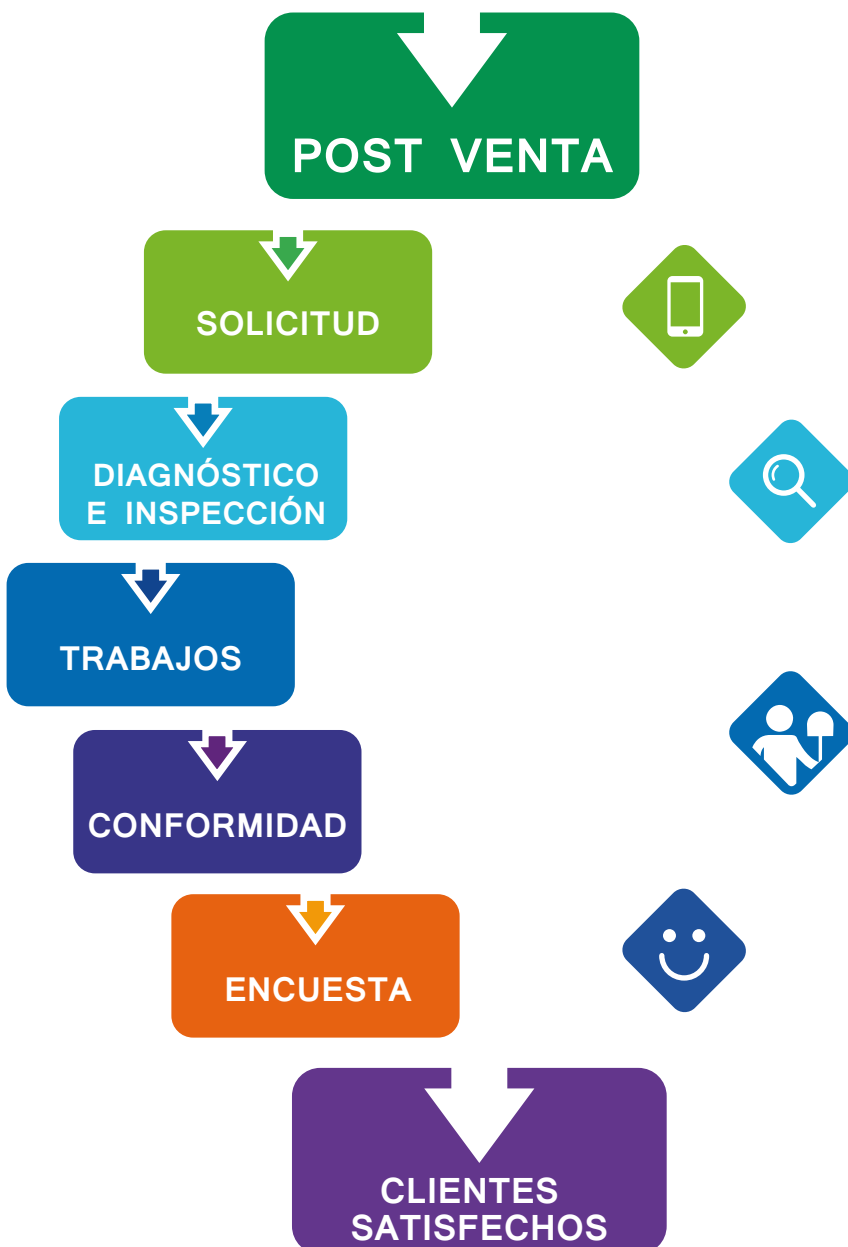 POST VENTA
SOLICITUD
DIAGNÓSTICO
E INSPECCIÓN
TRABAJOS
CONFORMIDAD
ENCUESTA
CLIENTES
SATISFECHOS